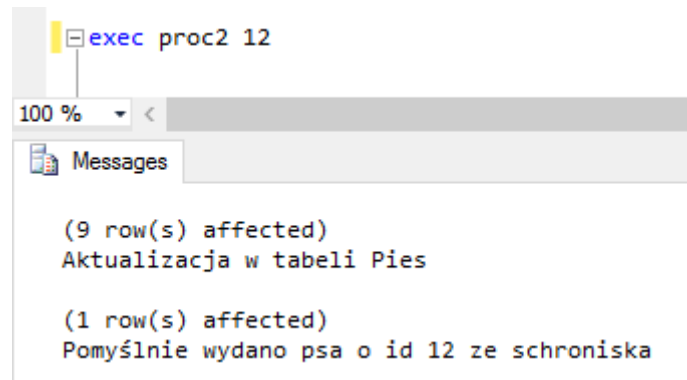 exec proc2 12
100 %
Messages
(9 row(s) affected)
Aktualizacja w tabeli Pies
(1 row(s) affected)
Pomyślnie wydano psa o id 12 ze schroniska